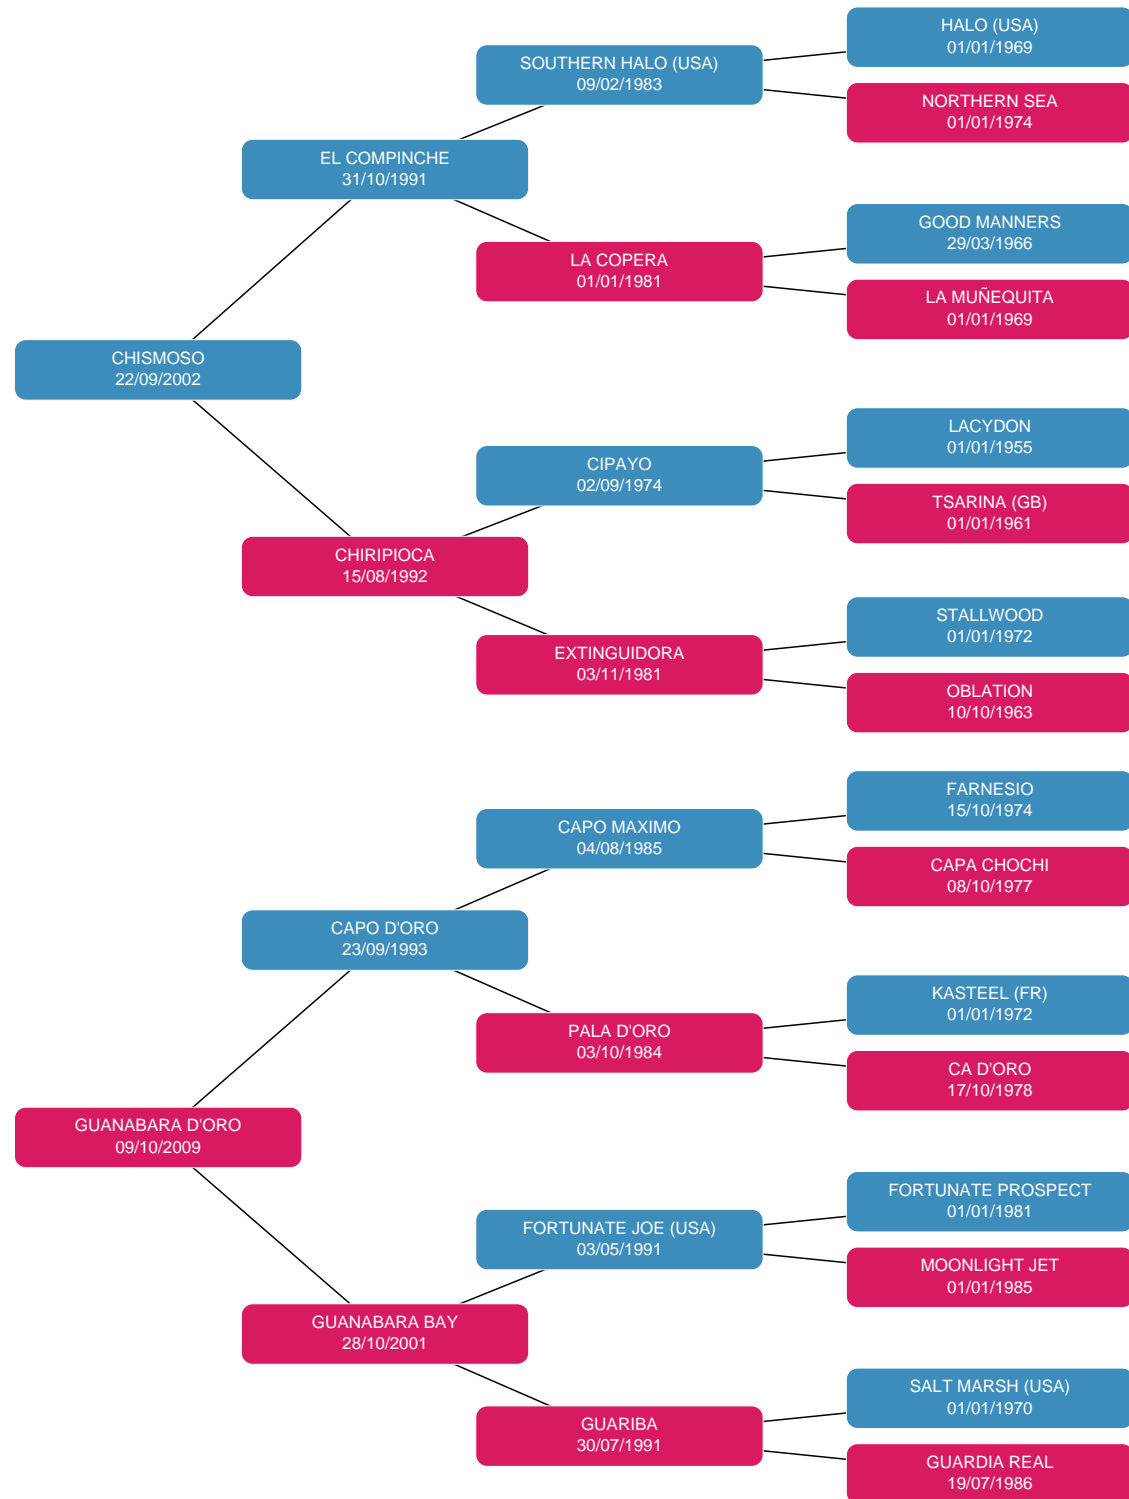 HALO (USA)
01/01/1969
SOUTHERN HALO (USA)
09/02/1983
NORTHERN SEA
01/01/1974
EL COMPINCHE
31/10/1991
GOOD MANNERS
29/03/1966
LA COPERA
01/01/1981
LA MUÑEQUITA
01/01/1969
CHISMOSO
22/09/2002
LACYDON
01/01/1955
CIPAYO
02/09/1974
TSARINA (GB)
01/01/1961
CHIRIPIOCA
15/08/1992
STALLWOOD
01/01/1972
EXTINGUIDORA
03/11/1981
OBLATION
10/10/1963
FARNESIO
15/10/1974
CAPO MAXIMO
04/08/1985
CAPA CHOCHI
08/10/1977
CAPO D'ORO
23/09/1993
KASTEEL (FR)
01/01/1972
PALA D'ORO
03/10/1984
CA D'ORO
17/10/1978
GUANABARA D'ORO
09/10/2009
FORTUNATE PROSPECT
01/01/1981
FORTUNATE JOE (USA)
03/05/1991
MOONLIGHT JET
01/01/1985
GUANABARA BAY
28/10/2001
SALT MARSH (USA)
01/01/1970
GUARIBA
30/07/1991
GUARDIA REAL
19/07/1986